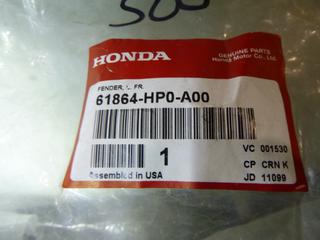 500
HONDA
GENUINE PARTS
Honda Motor Co., Ltd.
FENDER, L. FR.
61864-HP0-A00
1
VC 001530
CP CRN K
JD 11099
Assembled in USA